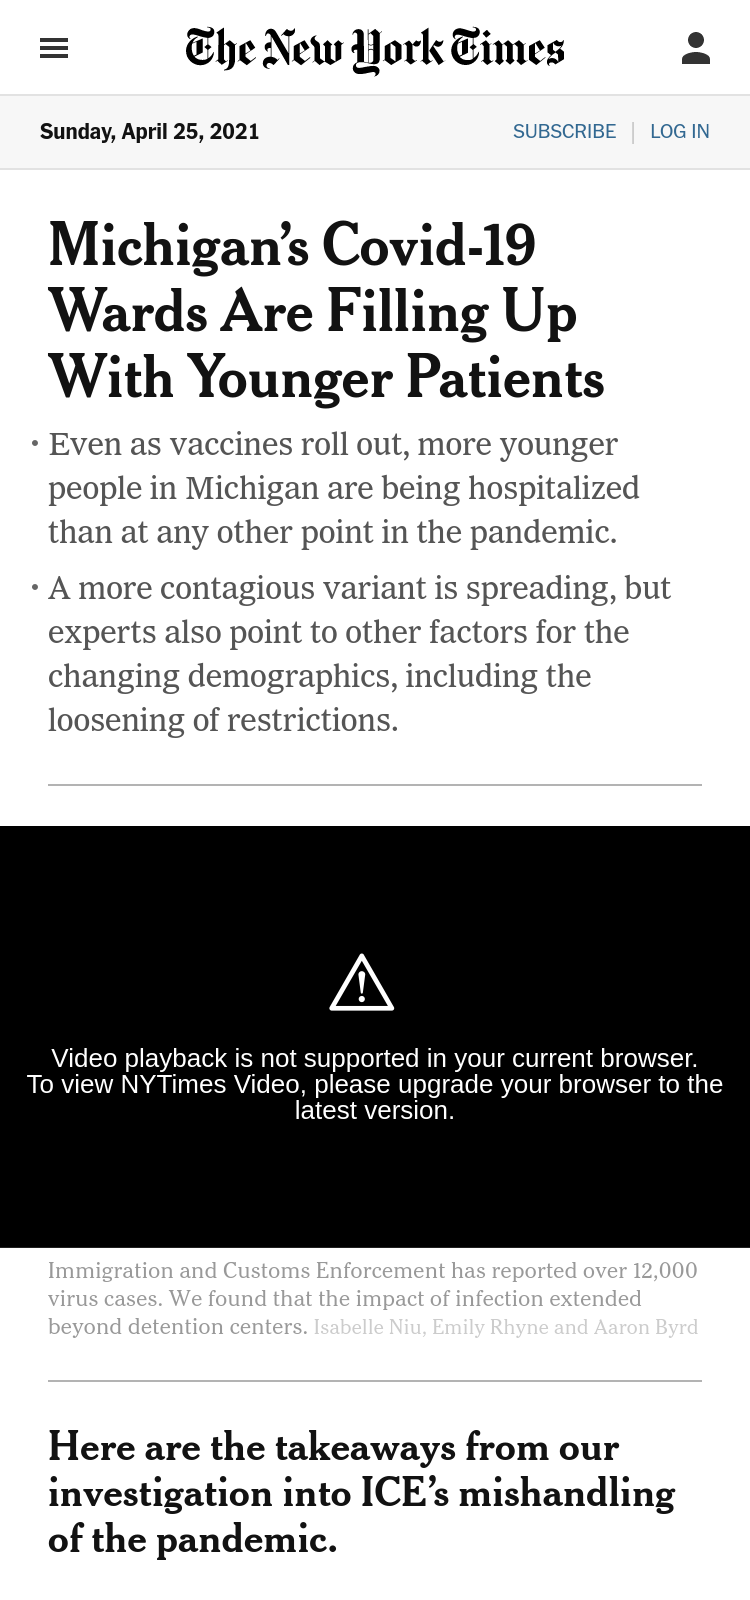 The New York Times
Sunday, April 25, 2021
SUBSCRIBE | LOG IN
Michigan’s Covid-19
Wards Are Filling Up
With Younger Patients
• Even as vaccines roll out, more younger
people in Michigan are being hospitalized
than at any other point in the pandemic.
• A more contagious variant is spreading, but
experts also point to other factors for the
changing demographics, including the
loosening of restrictions.
Video playback is not supported in your current browser.
To view NYTimes Video, please upgrade your browser to the
latest version.
Immigration and Customs Enforcement has reported over 12,000
virus cases. We found that the impact of infection extended
beyond detention centers. Isabelle Niu, Emily Rhyne and Aaron Byrd
Here are the takeaways from our
investigation into ICE’s mishandling
of the pandemic.